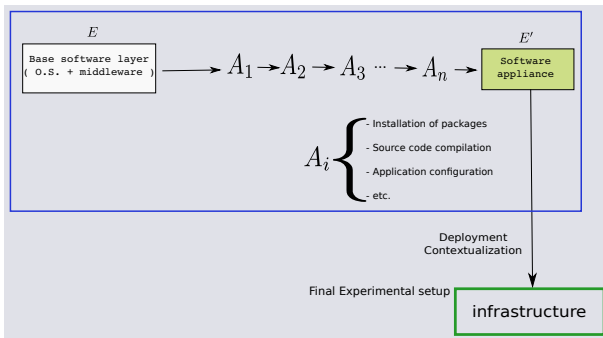 E
Base software layer
( O.S. + middleware )
A₁ → A₂ → A₃ ··· → Aₙ →
E′
Software
appliance
Aᵢ {
- Installation of packages
- Source code compilation
- Application configuration
- etc.
Deployment
Contextualization
Final Experimental setup
infrastructure